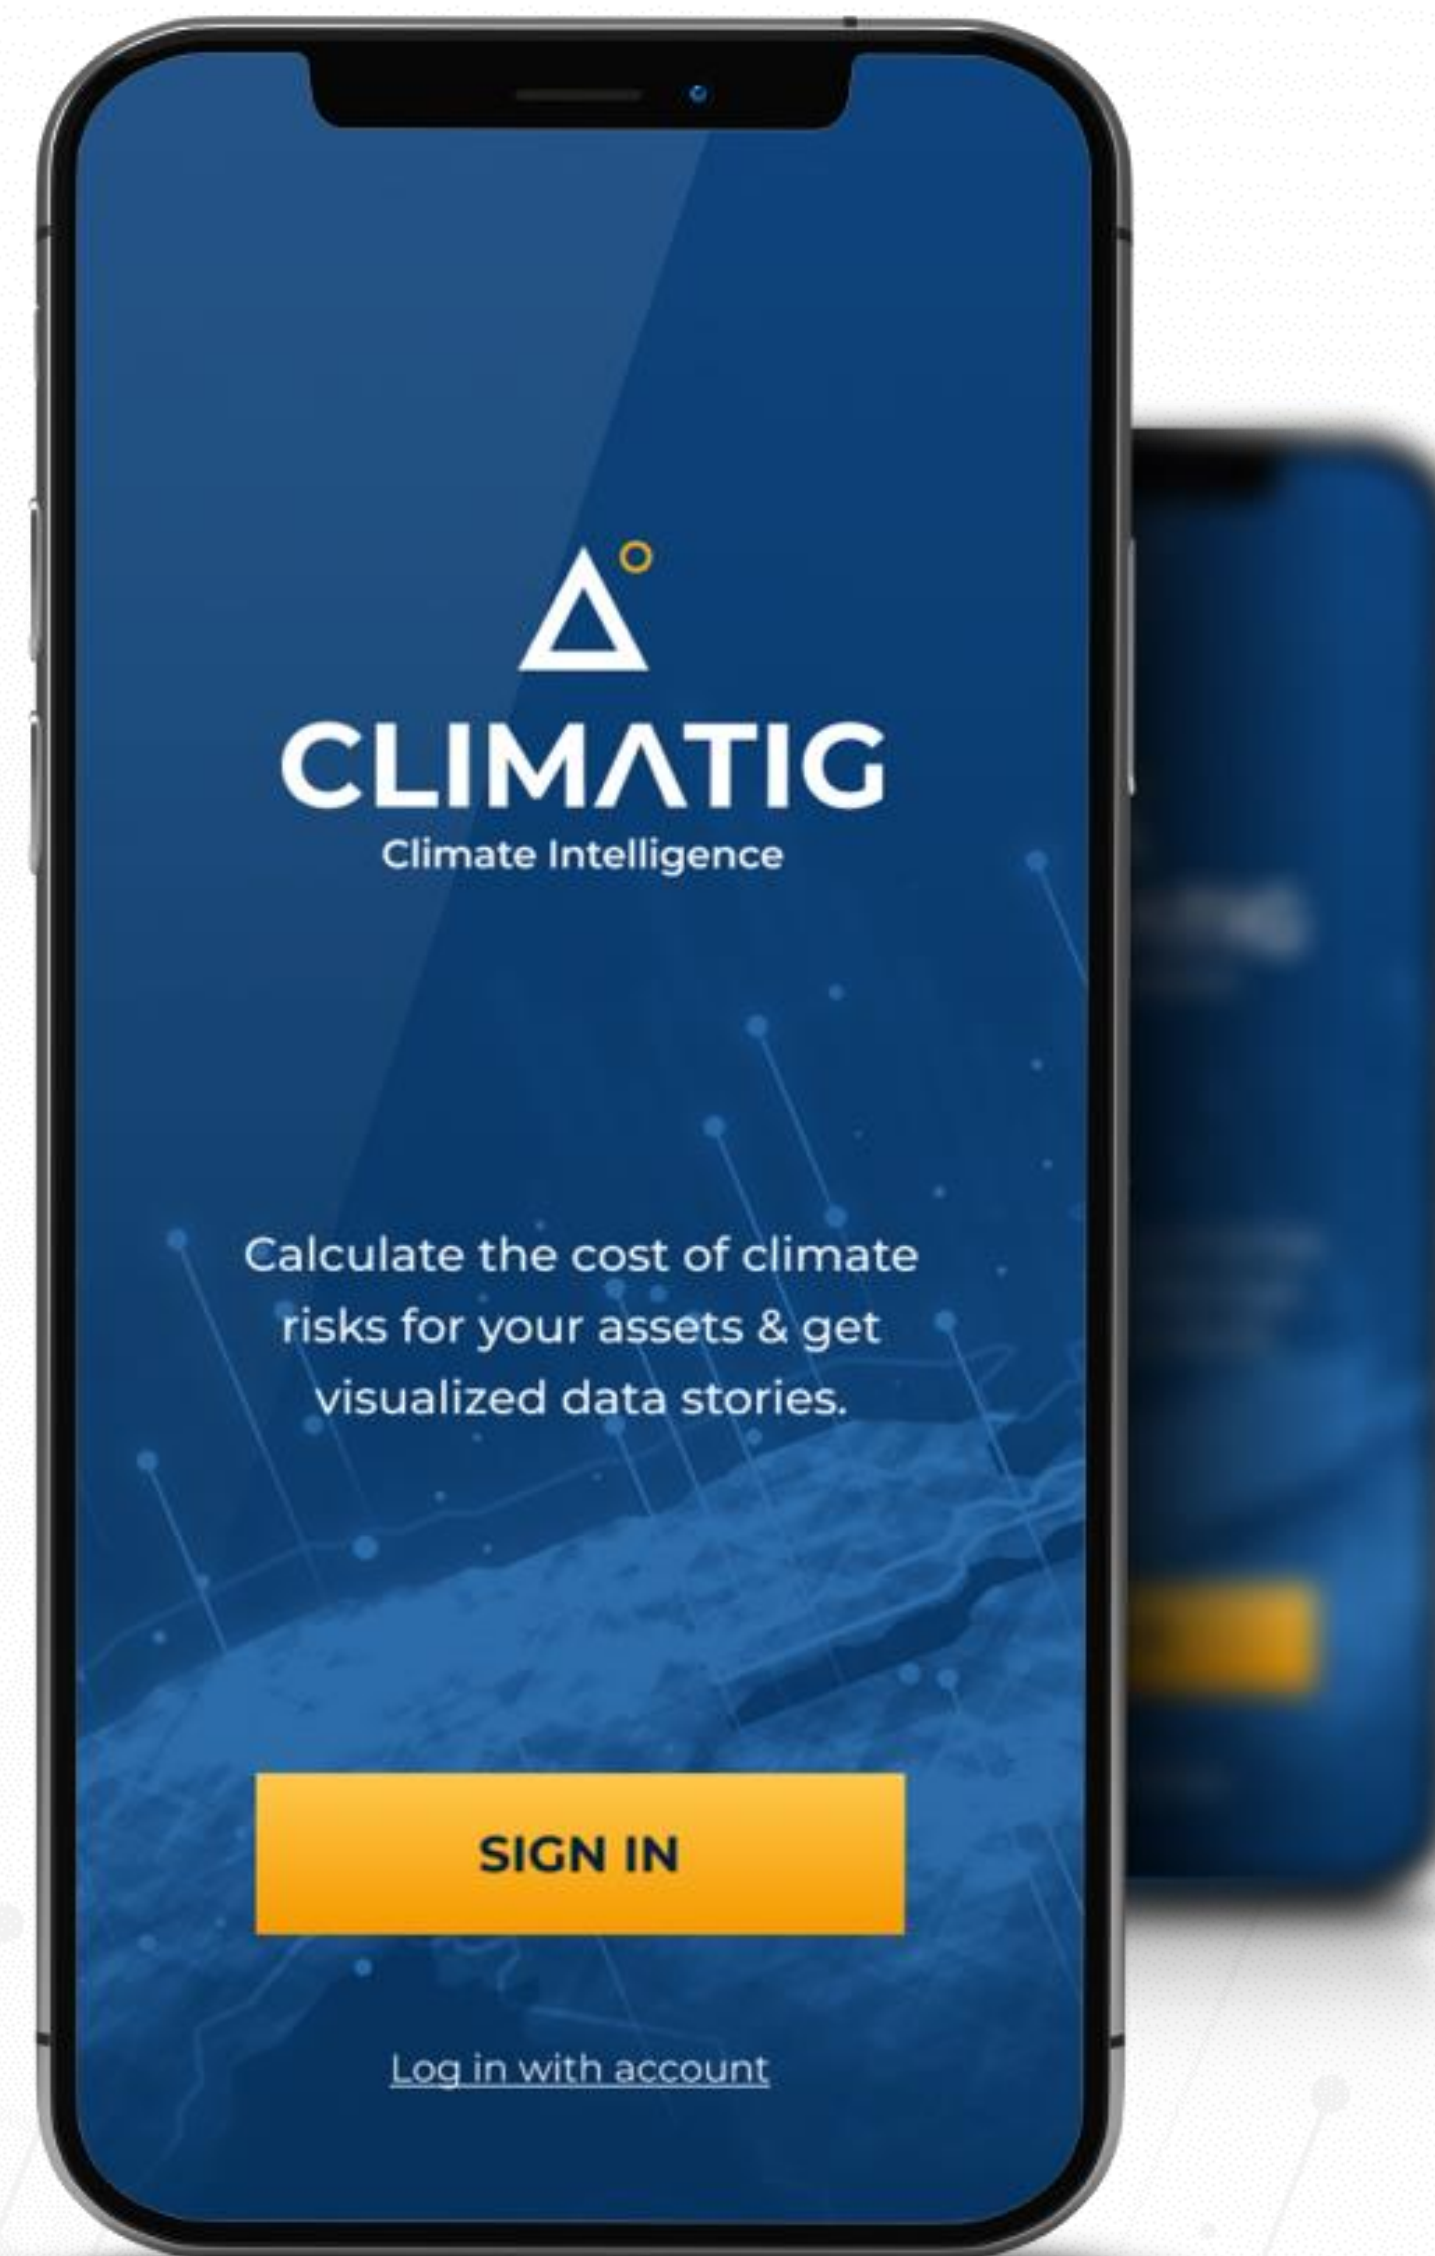 CLIMATIG
Climate Intelligence
Calculate the cost of climate
risks for your assets & get
visualized data stories.
SIGN IN
Log in with account